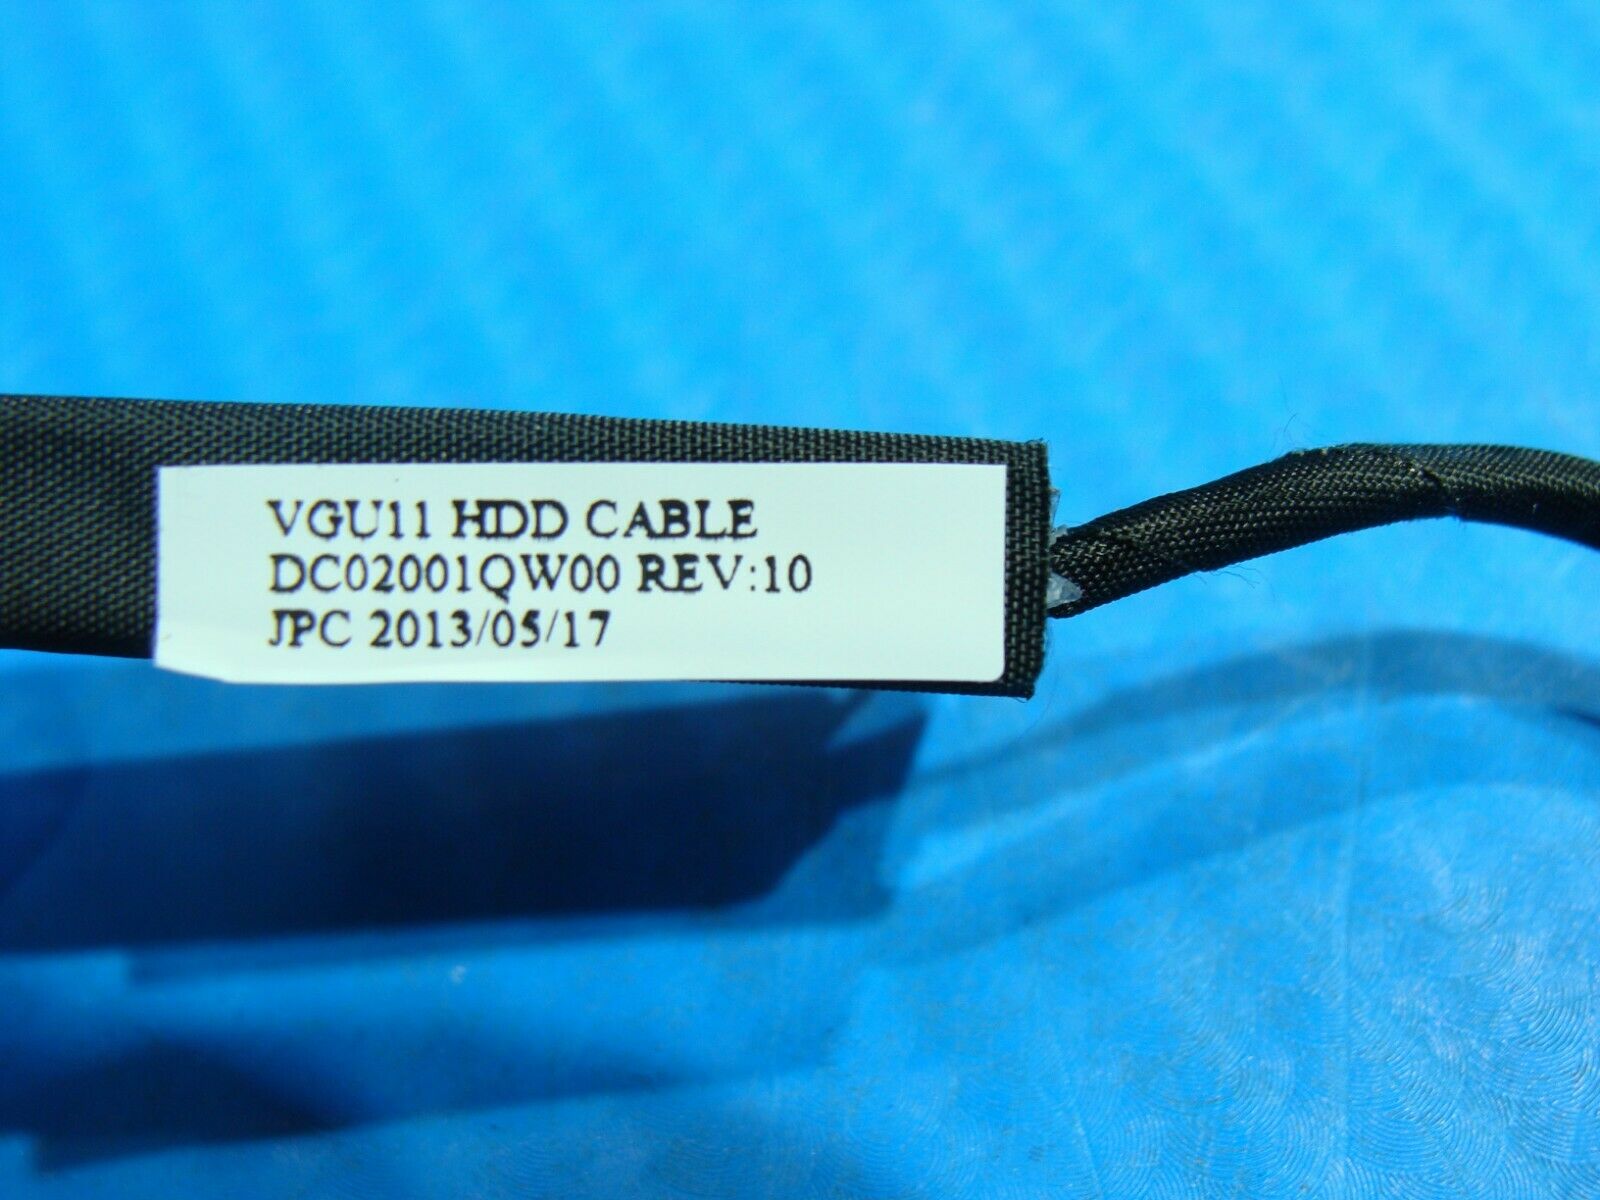 VGU11 HDD CABLE
DC02001QW00 REV:10
JPC 2013/05/17